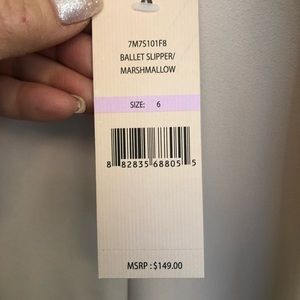 7M7S101F8
BALLET SLIPPER/
MARSHMALLOW
SIZE: 6
8 82835 68805 5
MSRP : $149.00